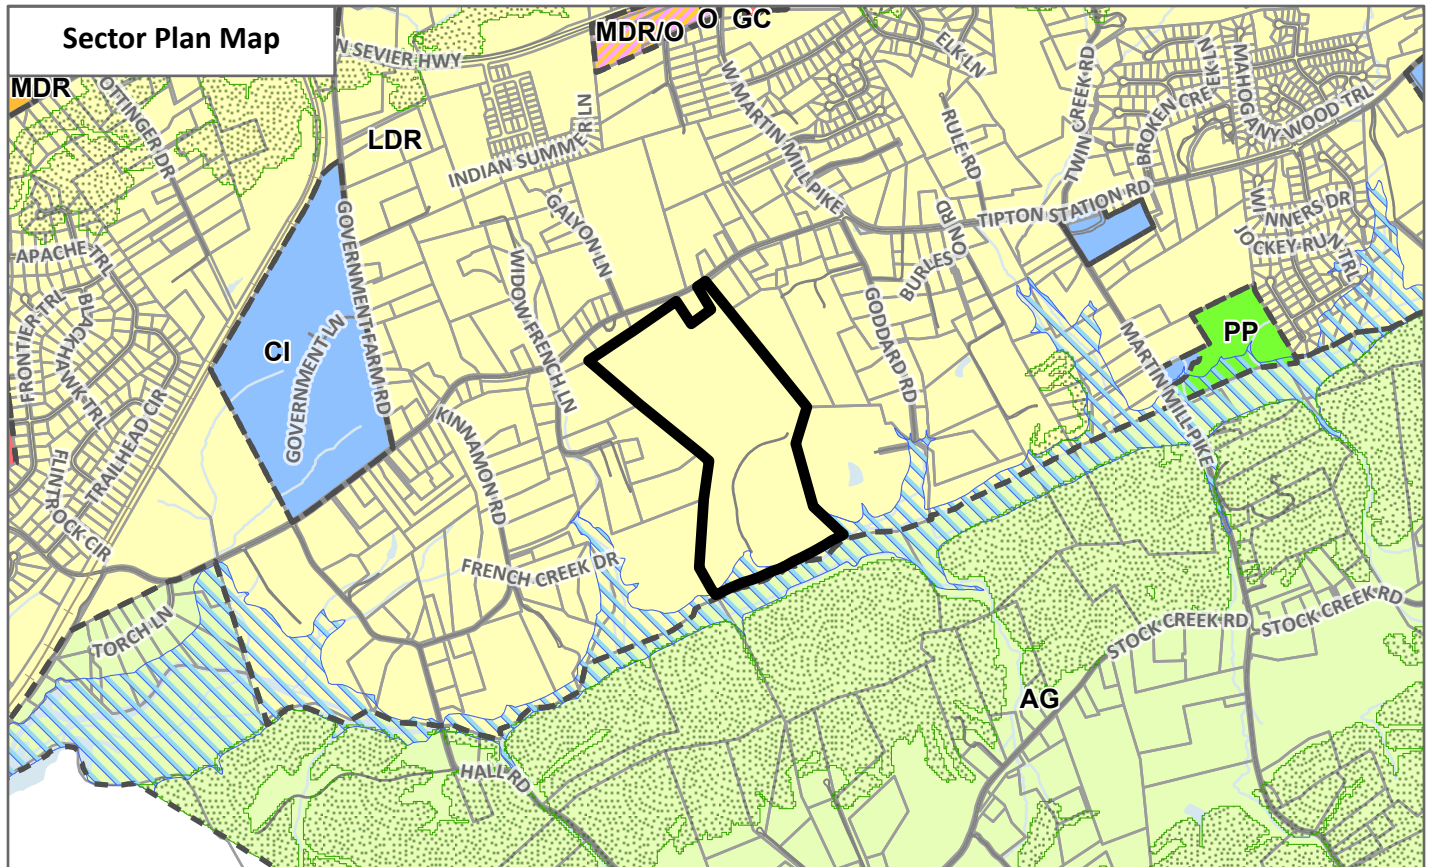 Sector Plan Map
N SEVIER HWY
MDR/O
O
GC
MDR
OTTINGER DR
LDR
INDIAN SUMMER LN
W MARTIN MILL PIKE
ELK LN
RULE RD
TWIN CREEK RD
BROKEN CRE
MAHOGANY WOOD TRL
TIPTON STATION RD
WINNERS DR
JOCKEY RUN TRL
APACHE TRL
FRONTIER TRL
BLACKHAWK TRL
TRAILHEAD CIR
FLINTROCK CIR
CI
GOVERNMENT LN
GOVERNMENT FARM RD
GALYON LN
WIDOW FRENCH LN
KINNAMON RD
FRENCH CREEK DR
BURLESON RD
GODDARD RD
MARTIN MILL PIKE
PP
TORCH LN
HALL RD
AG
STOCK CREEK RD
STOCK CREEK RD